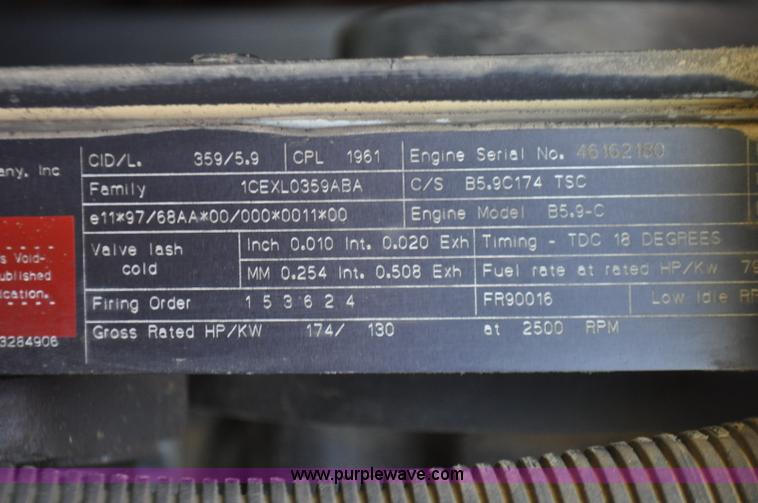 any, Inc
CID/L. 359/5.9 CPL 1961 Engine Serial No. 46162180
Family 1CEXL0359ABA C/S B5.9C174 TSC
e11*97/68AA*00/000*0011*00 Engine Model B5.9-C
s Void-
ublished
ication.
Valve lash cold
Inch 0.010 Int. 0.020 Exh Timing - TDC 18 DEGREES
MM 0.254 Int. 0.508 Exh Fuel rate at rated HP/Kw 79
Firing Order 1 5 3 6 2 4 FR90016 Low Idle RP
3284906 Gross Rated HP/KW 174/ 130 at 2500 RPM
www.purplewave.com